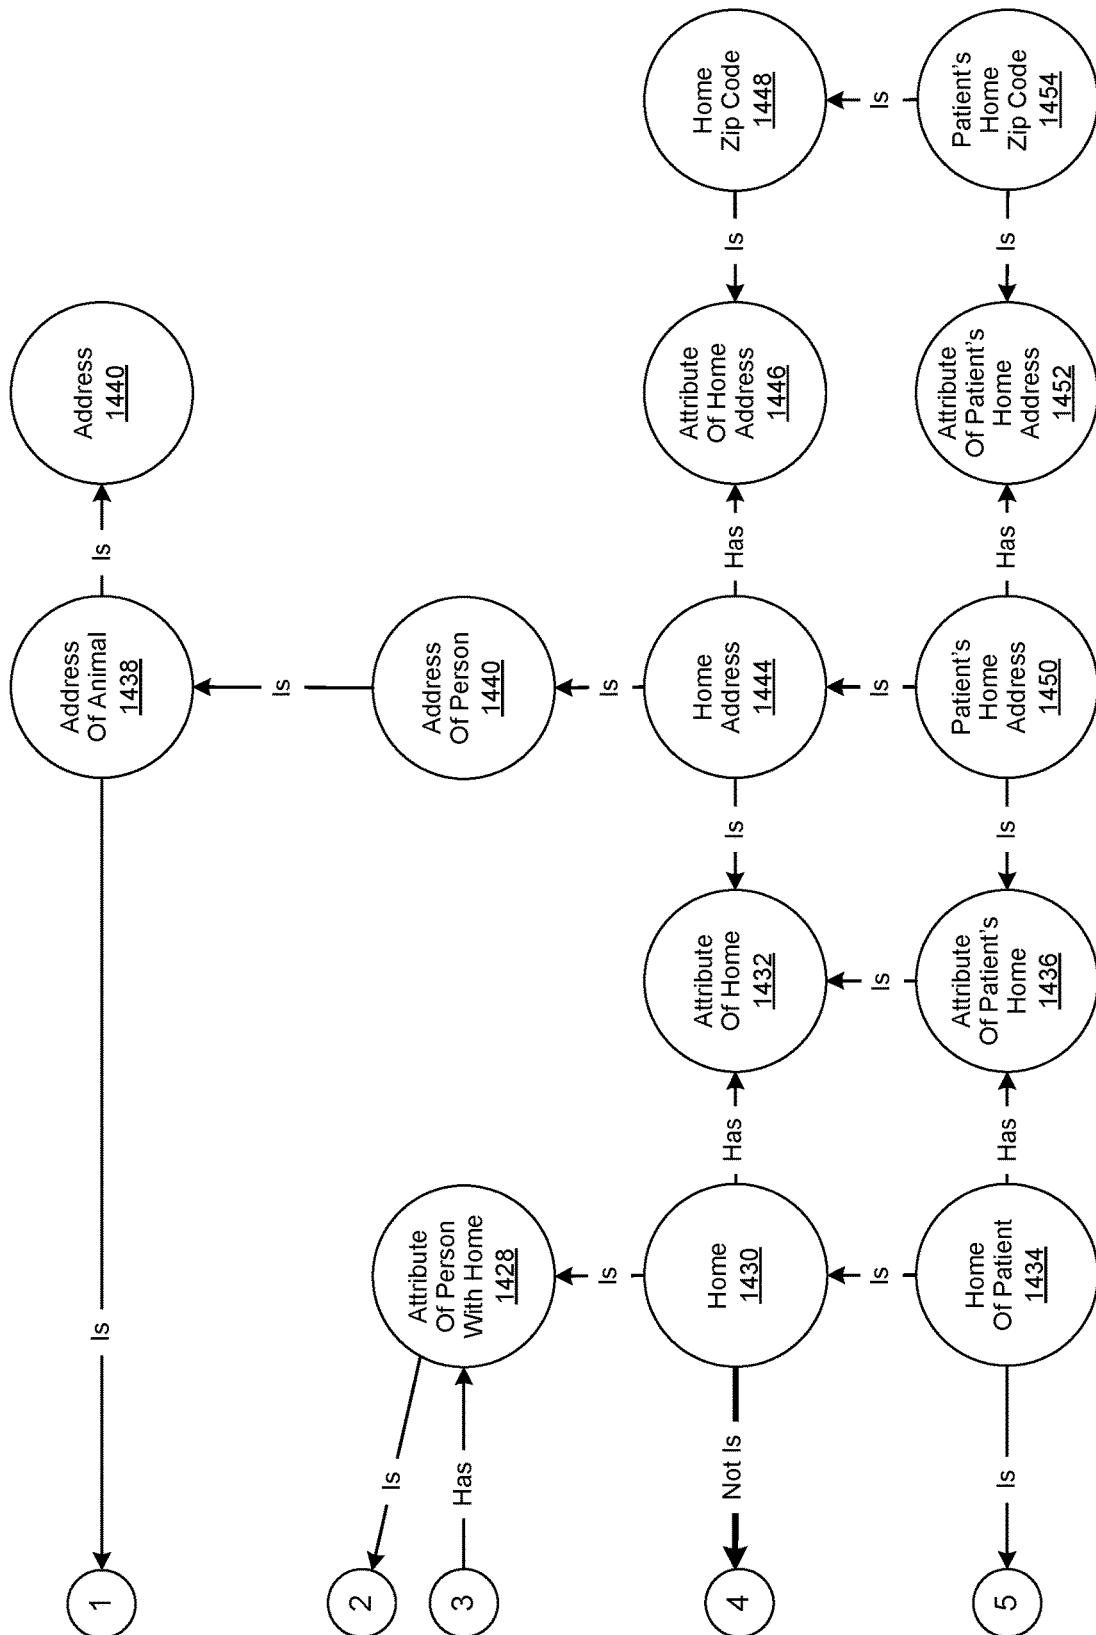 1
Is
Address
Of Animal
1438
Is
Address
1440
Is
2
Is
3
Has
Attribute
Of Person
With Home
1428
Address
Of Person
1440
Is
Is
4
Not Is
Home
1430
Has
Attribute
Of Home
1432
Is
Home
Address
1444
Has
Attribute
Of Home
Address
1446
Is
Home
Zip Code
1448
Is
Is
Is
Is
5
Is
Home
Of Patient
1434
Has
Attribute
Of Patient's
Home
1436
Is
Patient's
Home
Address
1450
Has
Attribute
Of Patient's
Home
Address
1452
Is
Patient's
Home
Zip Code
1454